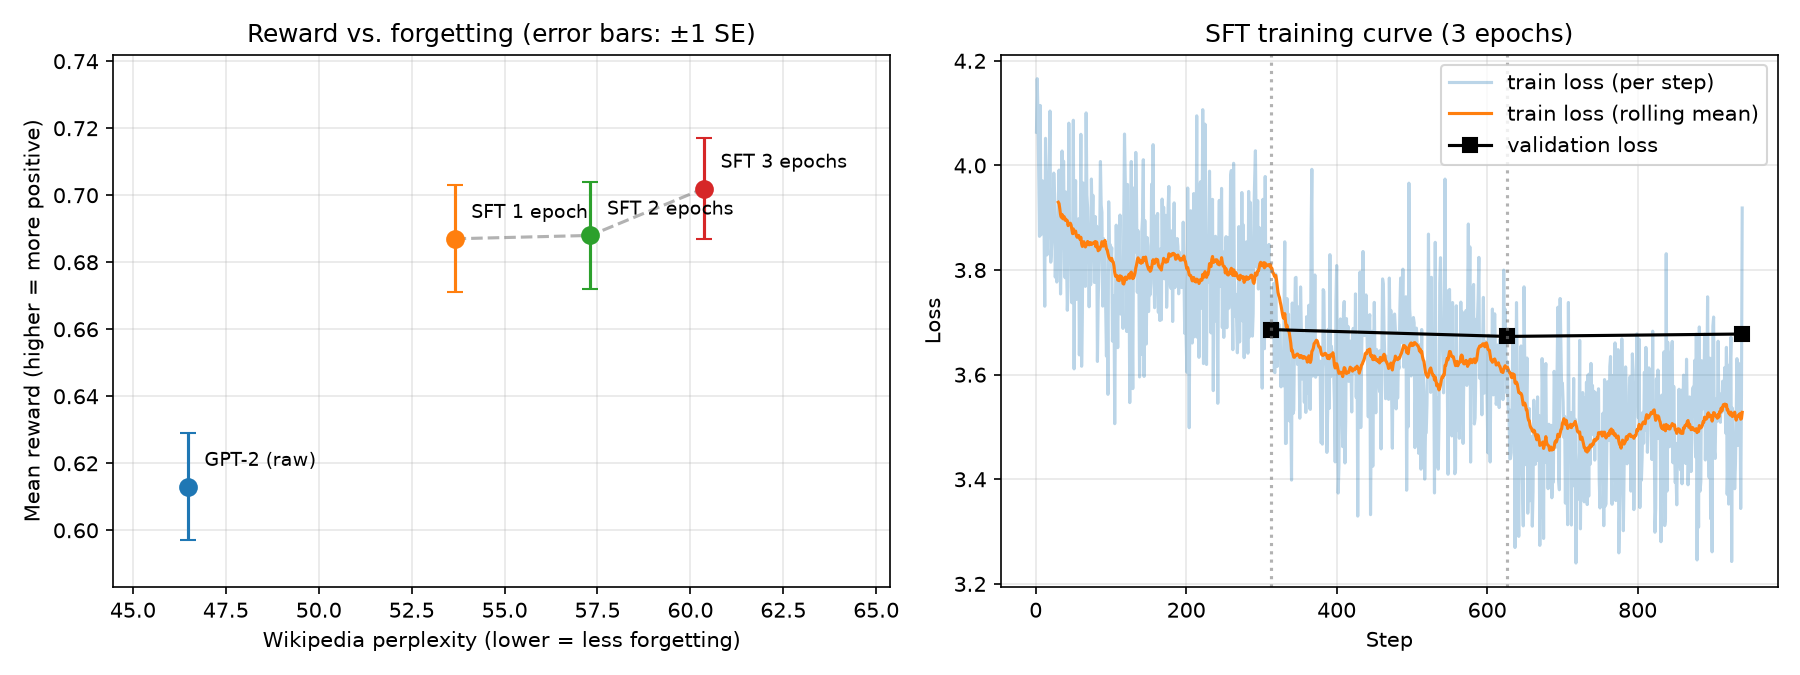 Reward vs. forgetting (error bars: ±1 SE)
Mean reward (higher = more positive)
0.74
0.72
0.70
0.68
0.66
0.64
0.62
0.60
SFT 3 epochs
SFT 1 epoch
SFT 2 epochs
GPT-2 (raw)
45.0 47.5 50.0 52.5 55.0 57.5 60.0 62.5 65.0
Wikipedia perplexity (lower = less forgetting)
SFT training curve (3 epochs)
Loss
4.2
4.0
3.8
3.6
3.4
3.2
train loss (per step)
train loss (rolling mean)
validation loss
0 200 400 600 800
Step